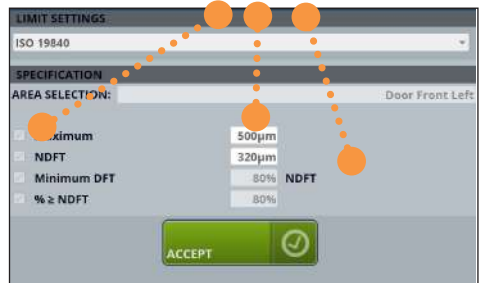 LIMIT SETTINGS
ISO 19840
SPECIFICATION
AREA SELECTION: Door Front Left
Maximum 500µm
NDFT 320µm
Minimum DFT 80% NDFT
% ≥ NDFT 80%
ACCEPT